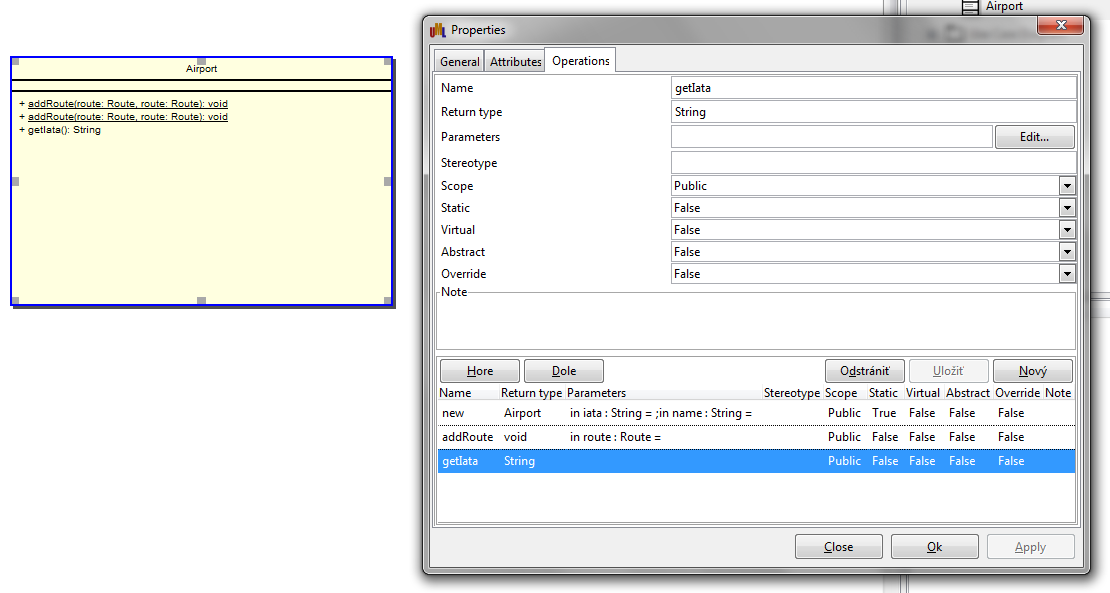 Airport
+ addRoute(route: Route, route: Route): void
+ addRoute(route: Route, route: Route): void
+ getIata(): String
Airport
Properties
General Attributes Operations
Name getIata
Return type String
Parameters Edit...
Stereotype
Scope Public
Static False
Virtual False
Abstract False
Override False
Note
Hore Dole Odstrániť Uložiť Nový
Name Return type Parameters Stereotype Scope Static Virtual Abstract Override Note
new Airport in iata : String = ;in name : String = Public True False False False
addRoute void in route : Route = Public False False False False
getIata String Public False False False False
Close Ok Apply